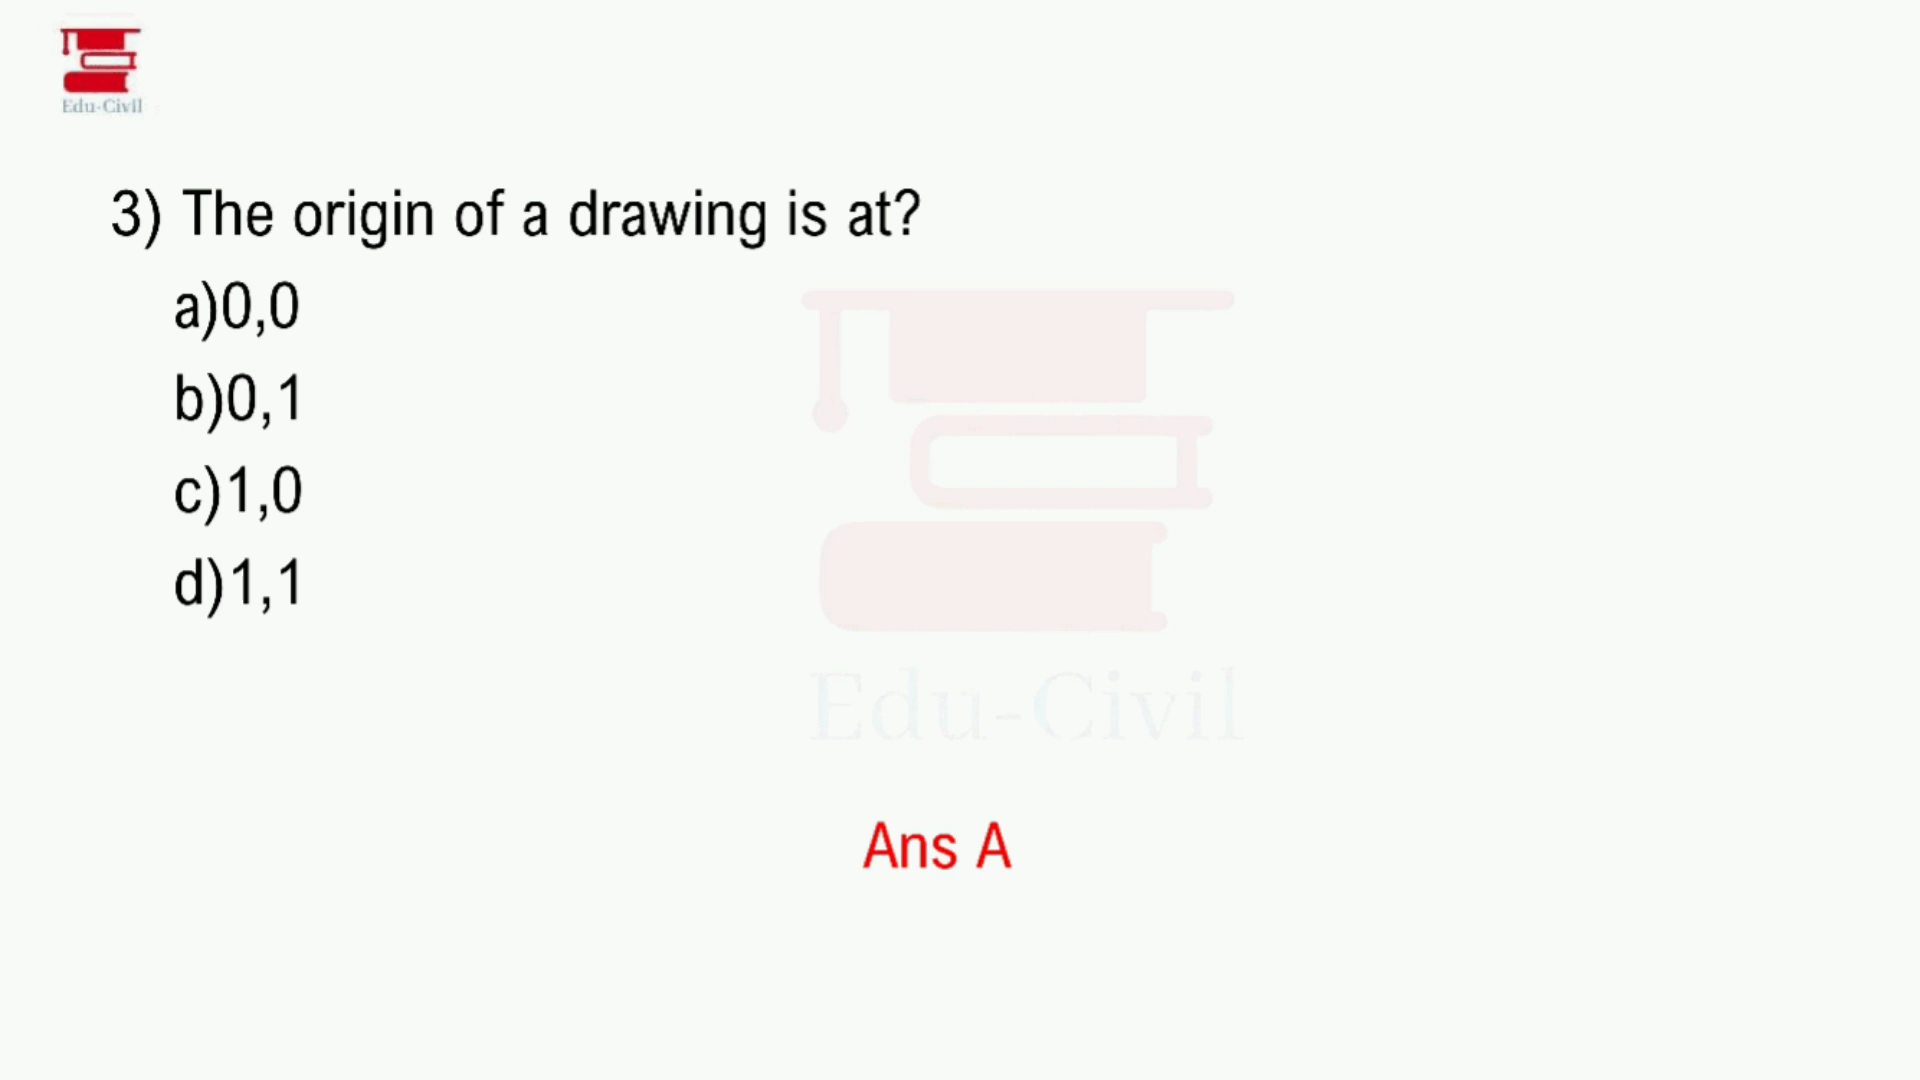 Edu-Civil
3) The origin of a drawing is at?
a)0,0
b)0,1
c)1,0
d)1,1
Edu-Civil
Ans A